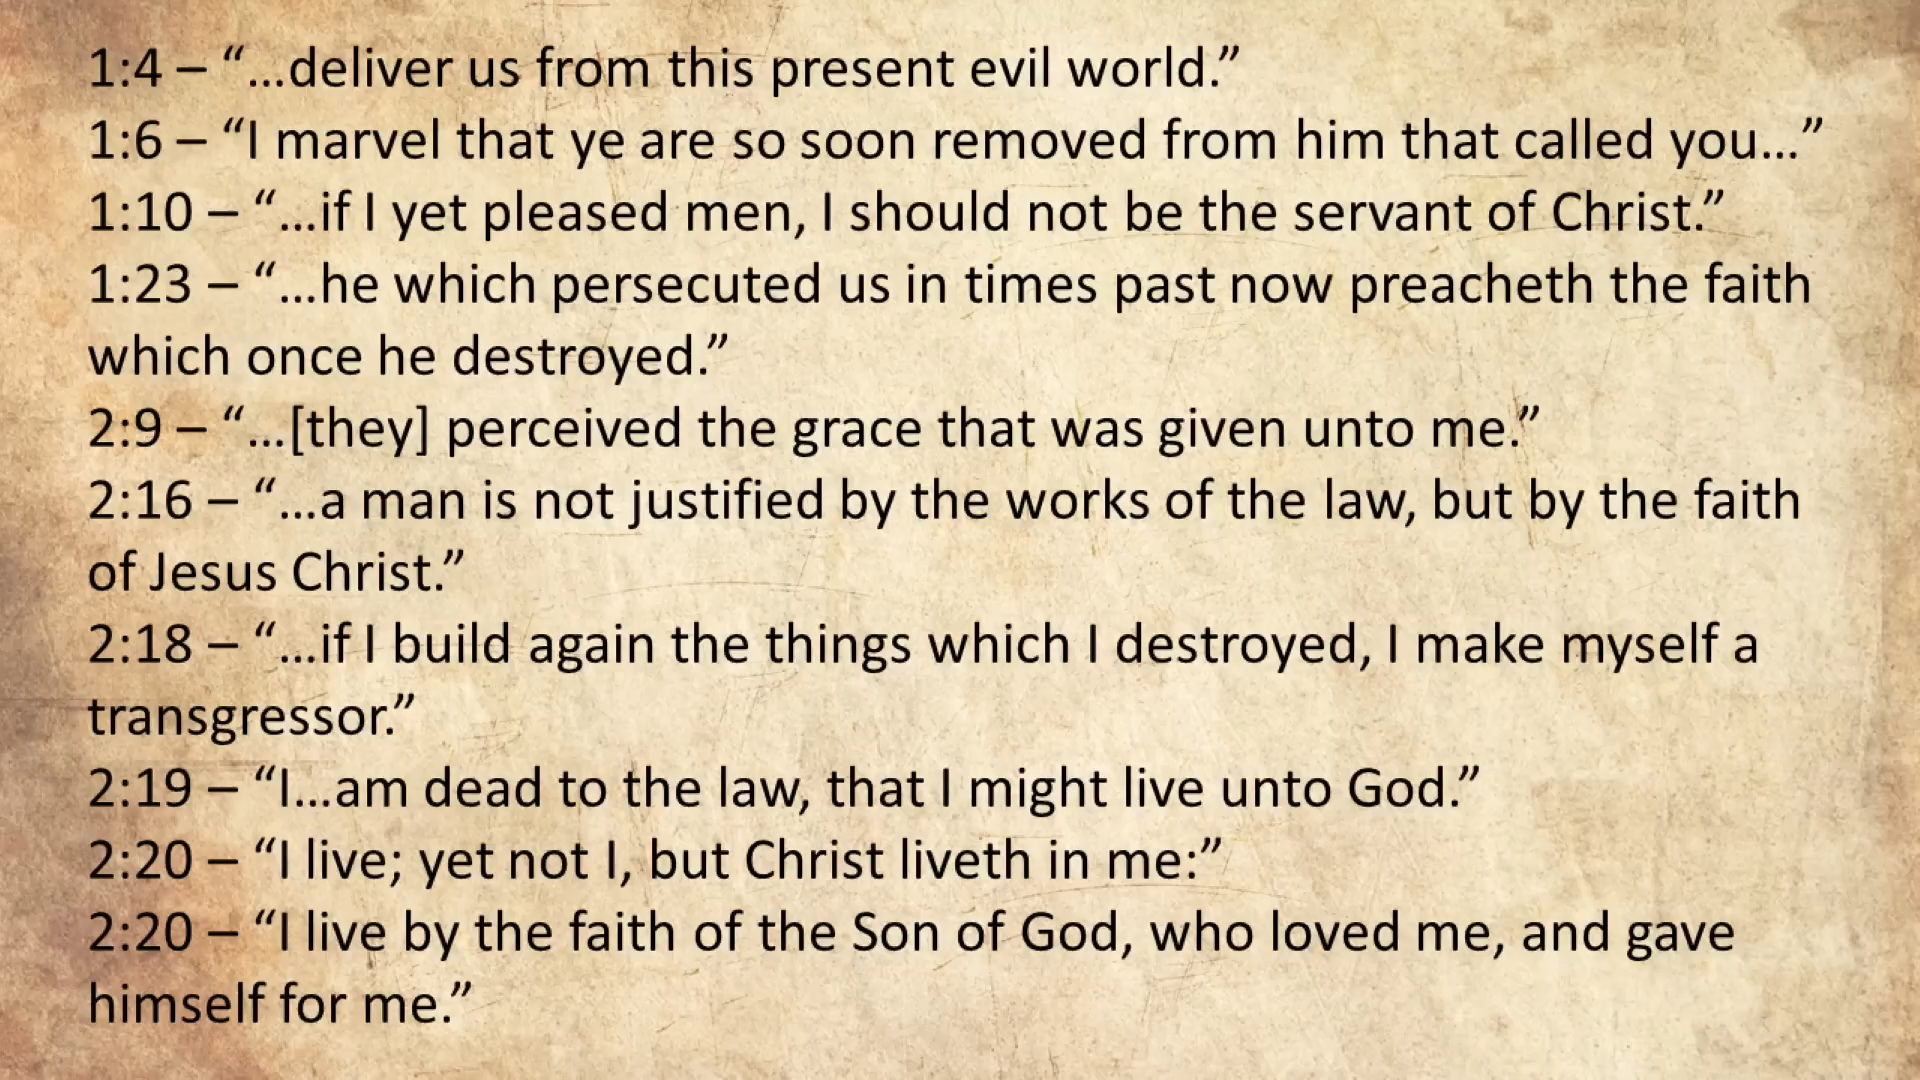 1:4 – “…deliver us from this present evil world.”
1:6 – “I marvel that ye are so soon removed from him that called you…”
1:10 – “…if I yet pleased men, I should not be the servant of Christ.”
1:23 – “…he which persecuted us in times past now preacheth the faith
which once he destroyed.”
2:9 – “…[they] perceived the grace that was given unto me.”
2:16 – “…a man is not justified by the works of the law, but by the faith
of Jesus Christ.”
2:18 – “…if I build again the things which I destroyed, I make myself a
transgressor.”
2:19 – “I…am dead to the law, that I might live unto God.”
2:20 – “I live; yet not I, but Christ liveth in me:”
2:20 – “I live by the faith of the Son of God, who loved me, and gave
himself for me.”